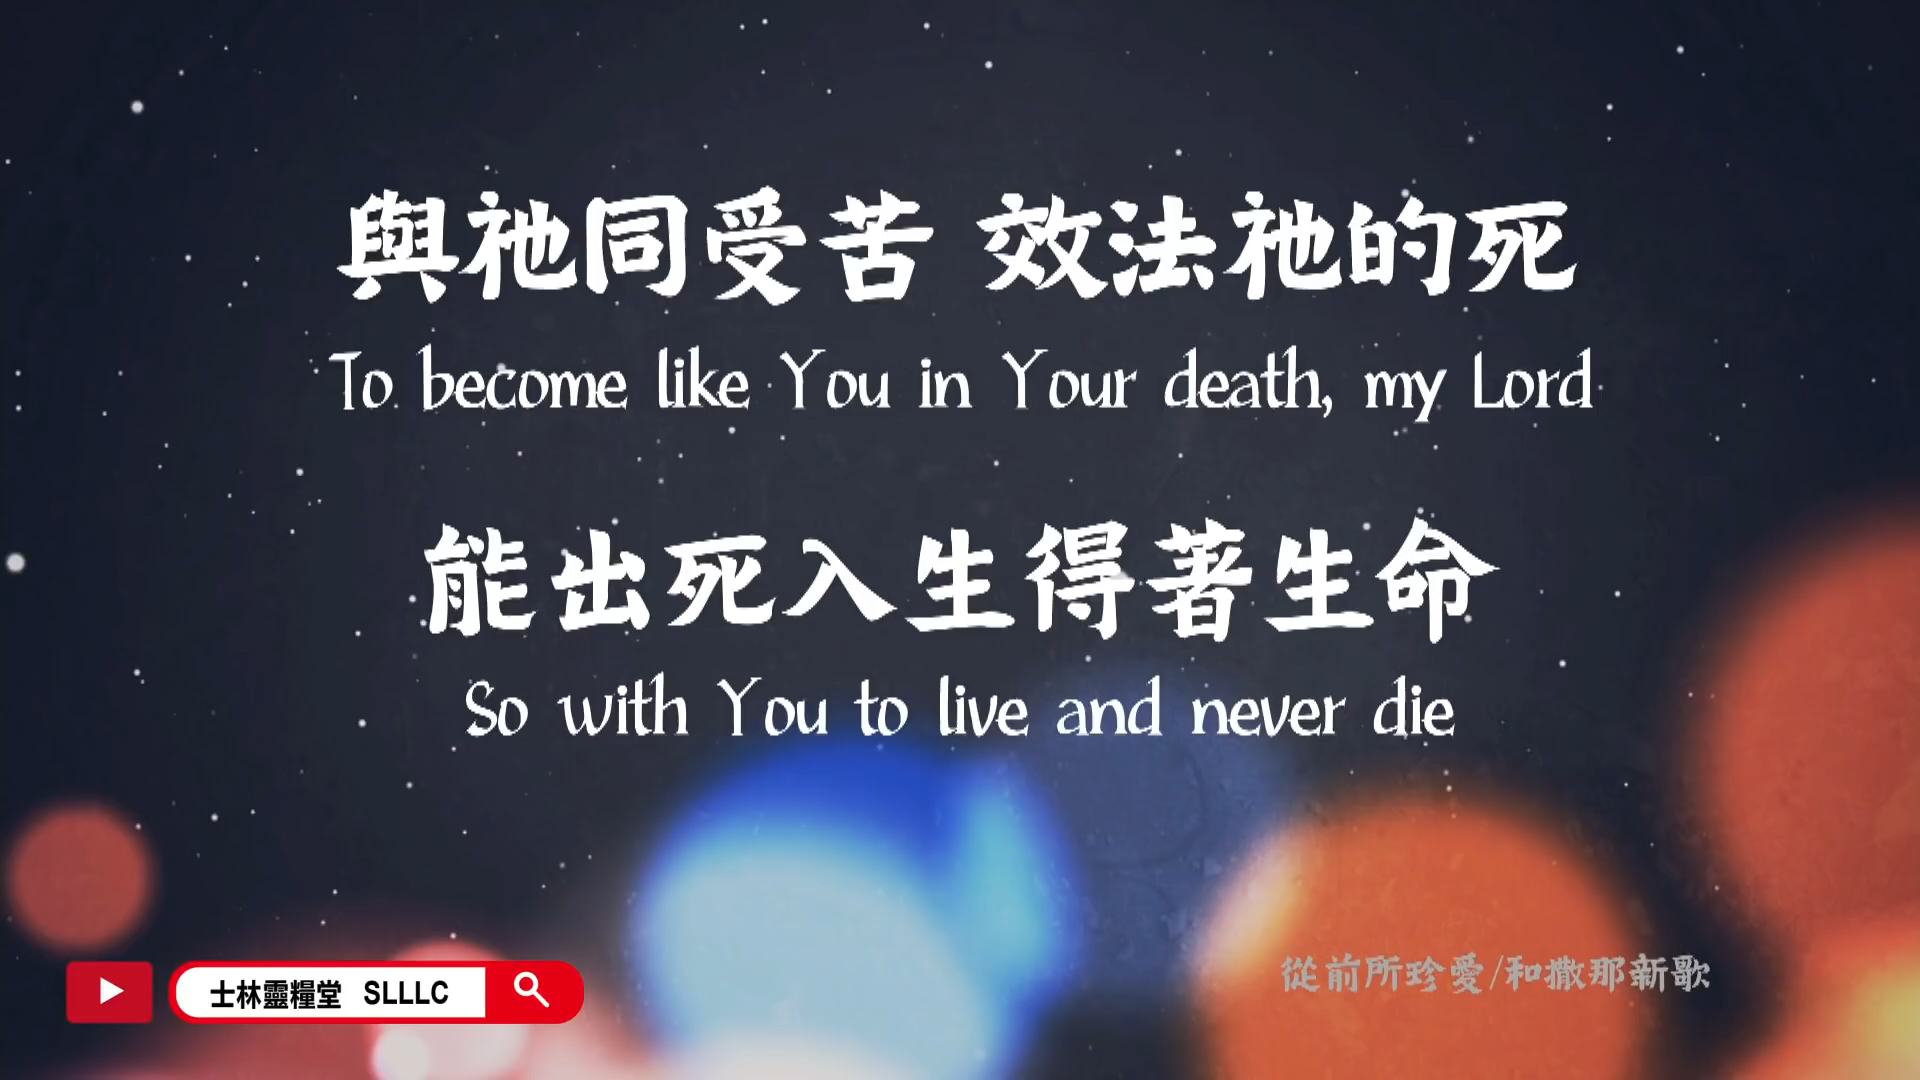 與祂同受苦 效法祂的死
To become like You in Your death, my Lord
能出死入生得著生命
So with You to live and never die
從前所珍愛/和撒那新歌
士林靈糧堂 SLLLC